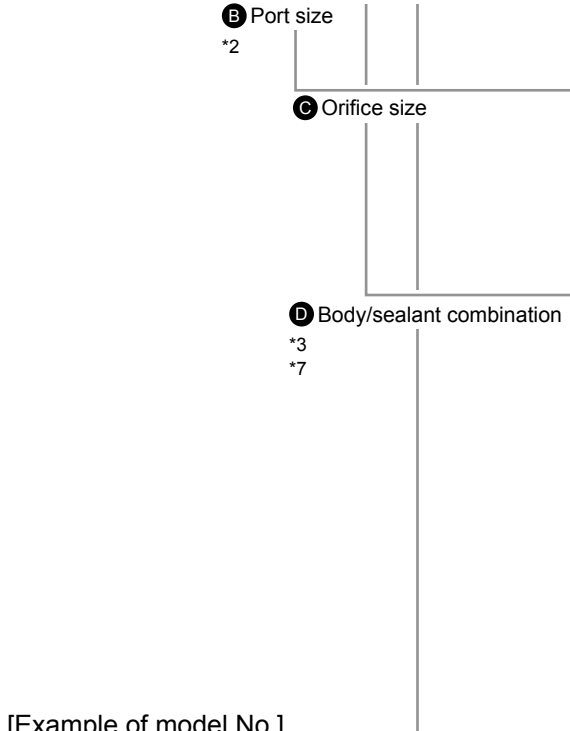 B Port size
*2
C Orifice size
D Body/sealant combination
*3
*7
[Example of model No.]